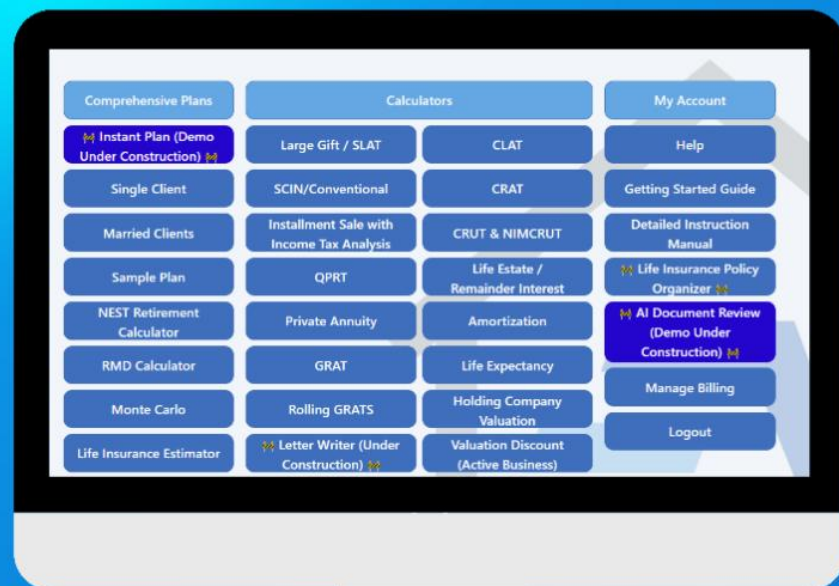 Comprehensive Plans
🚧 Instant Plan (Demo
Under Construction) 🚧
Single Client
Married Clients
Sample Plan
NEST Retirement
Calculator
RMD Calculator
Monte Carlo
Life Insurance Estimator
Calculators
Large Gift / SLAT
SCIN/Conventional
Installment Sale with
Income Tax Analysis
QPRT
Private Annuity
GRAT
Rolling GRATS
🚧 Letter Writer (Under
Construction) 🚧
CLAT
CRAT
CRUT & NIMCRUT
Life Estate /
Remainder Interest
Amortization
Life Expectancy
Holding Company
Valuation
Valuation Discount
(Active Business)
My Account
Help
Getting Started Guide
Detailed Instruction
Manual
🚧 Life Insurance Policy
Organizer 🚧
🚧 AI Document Review
(Demo Under
Construction) 🚧
Manage Billing
Logout